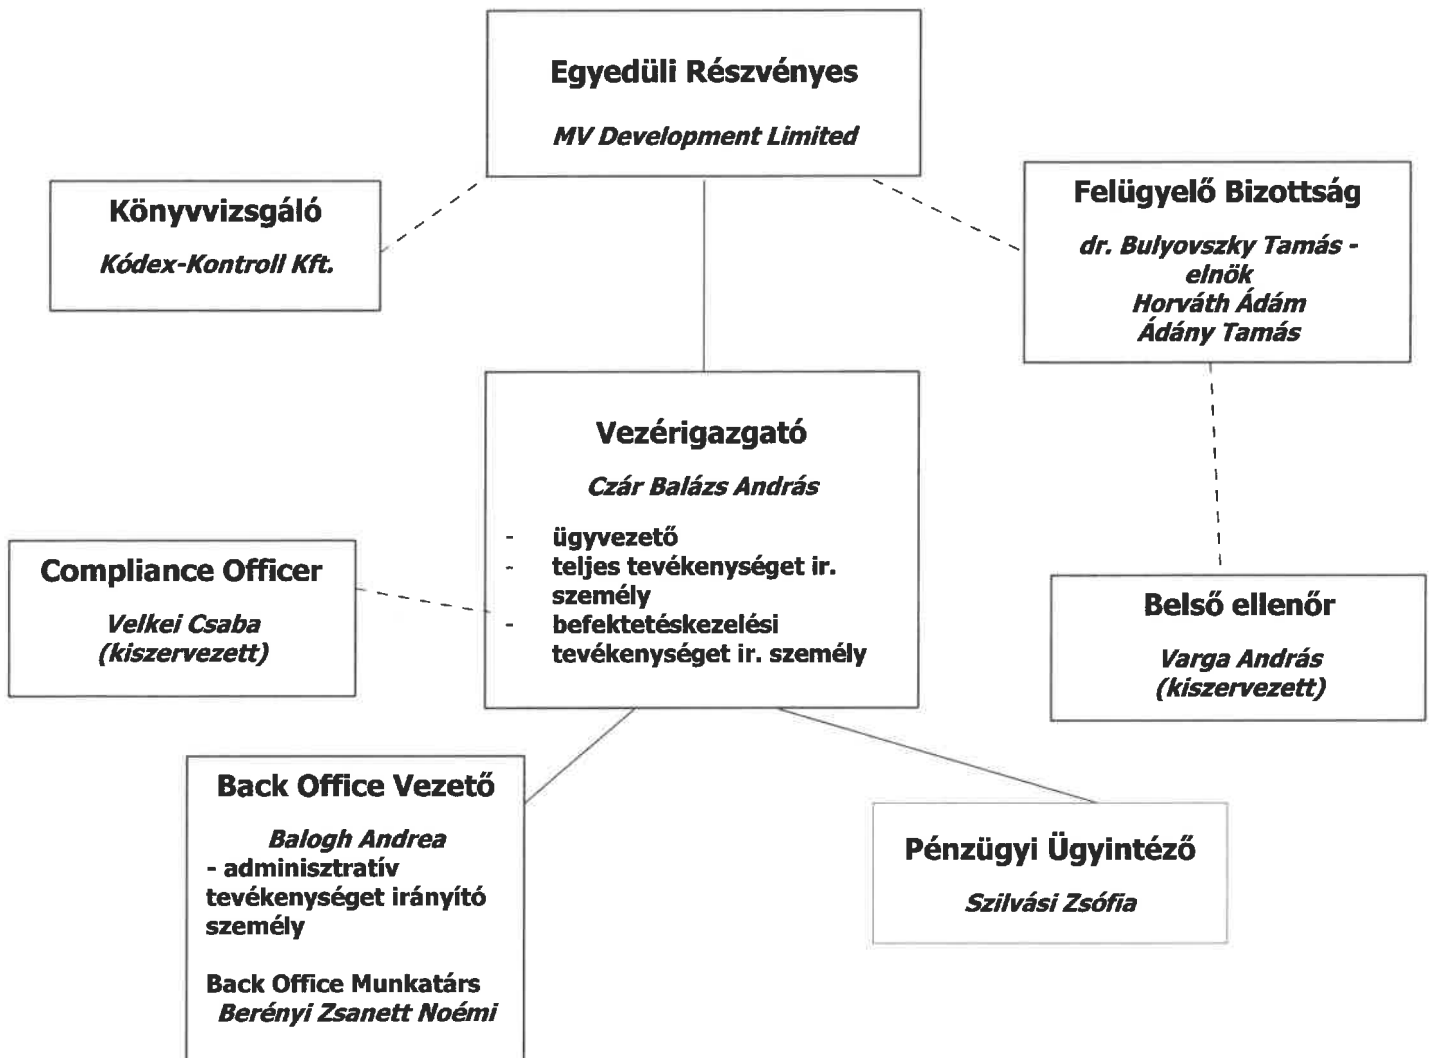 Egyedüli Részvényes
MV Development Limited
Könyvvizsgáló
Kódex-Kontroll Kft.
Felügyelő Bizottság
dr. Bulyovszky Tamás -
elnök
Horváth Ádám
Ádány Tamás
Vezérigazgató
Czár Balázs András
- ügyvezető
- teljes tevékenységet ir.
személy
- befektetéskezelési
tevékenységet ir. személy
Compliance Officer
Velkei Csaba
(kiszervezett)
Belső ellenőr
Varga András
(kiszervezett)
Back Office Vezető
Balogh Andrea
- adminisztratív
tevékenységet irányító
személy
Back Office Munkatárs
Berényi Zsanett Noémi
Pénzügyi Ügyintéző
Szilvási Zsófia